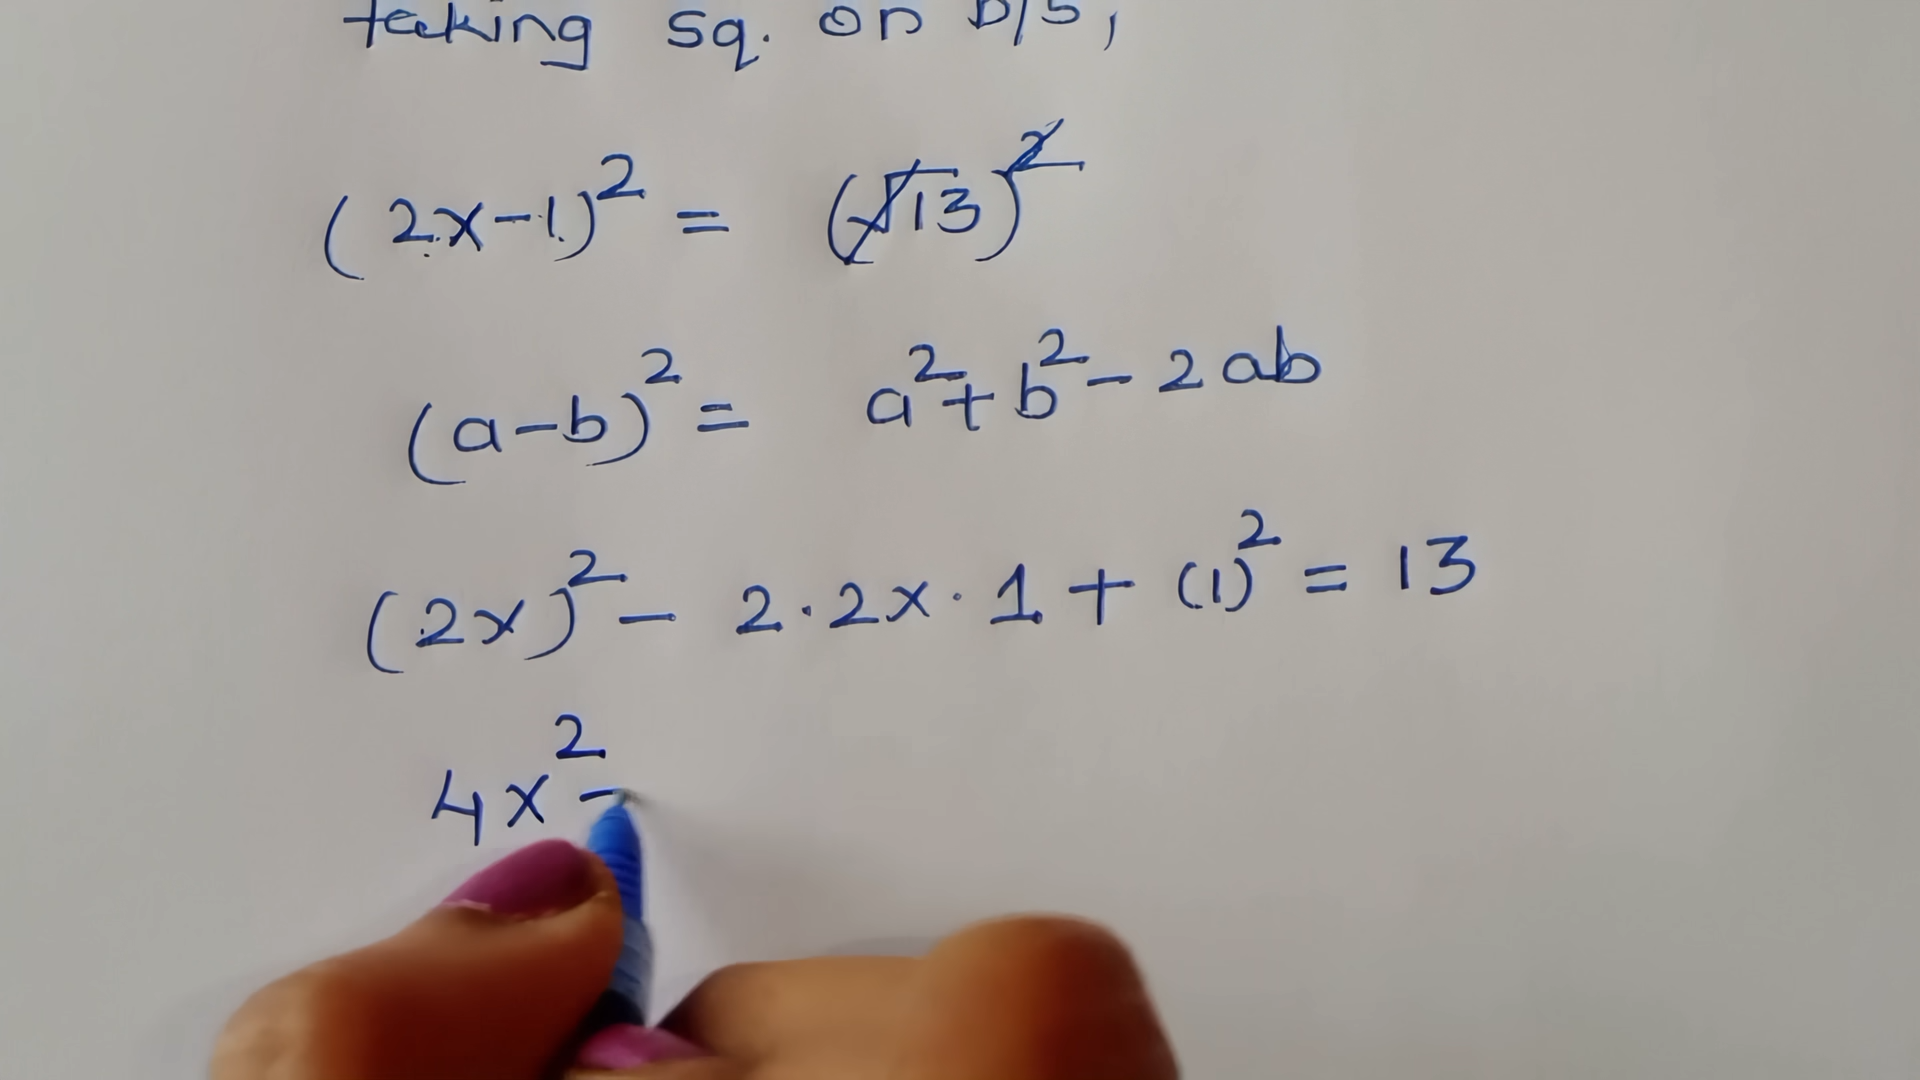 taking sq. on b/s,
(2x-1)² = (√13)²
(a-b)² = a²+b²-2ab
(2x)² - 2·2x·1 + (1)² = 13
4x² -